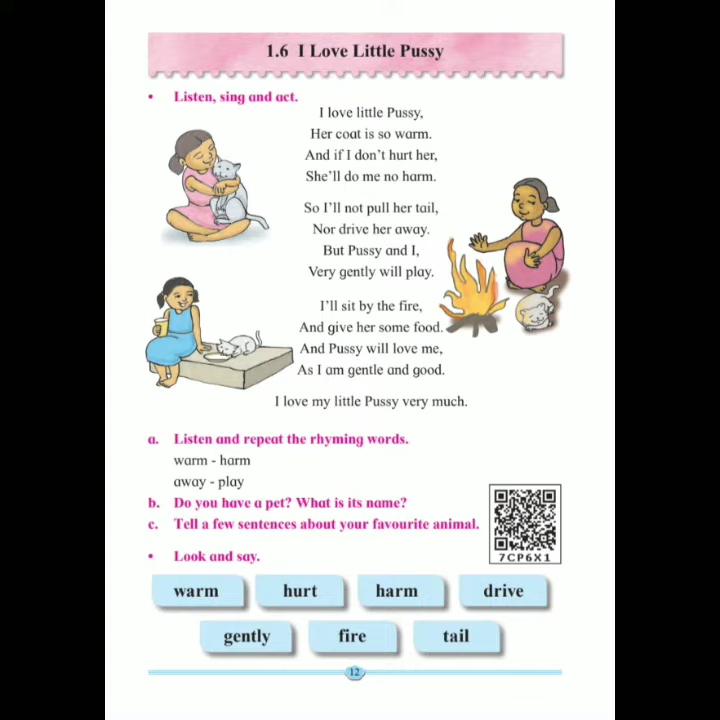 1.6 I Love Little Pussy
• Listen, sing and act.
I love little Pussy,
Her coat is so warm.
And if I don't hurt her,
She'll do me no harm.
So I'll not pull her tail,
Nor drive her away.
But Pussy and I,
Very gently will play.
I'll sit by the fire,
And give her some food.
And Pussy will love me,
As I am gentle and good.
I love my little Pussy very much.
a. Listen and repeat the rhyming words.
warm - harm
away - play
b. Do you have a pet? What is its name?
c. Tell a few sentences about your favourite animal.
7CP6X1
• Look and say.
warm hurt harm drive
gently fire tail
12